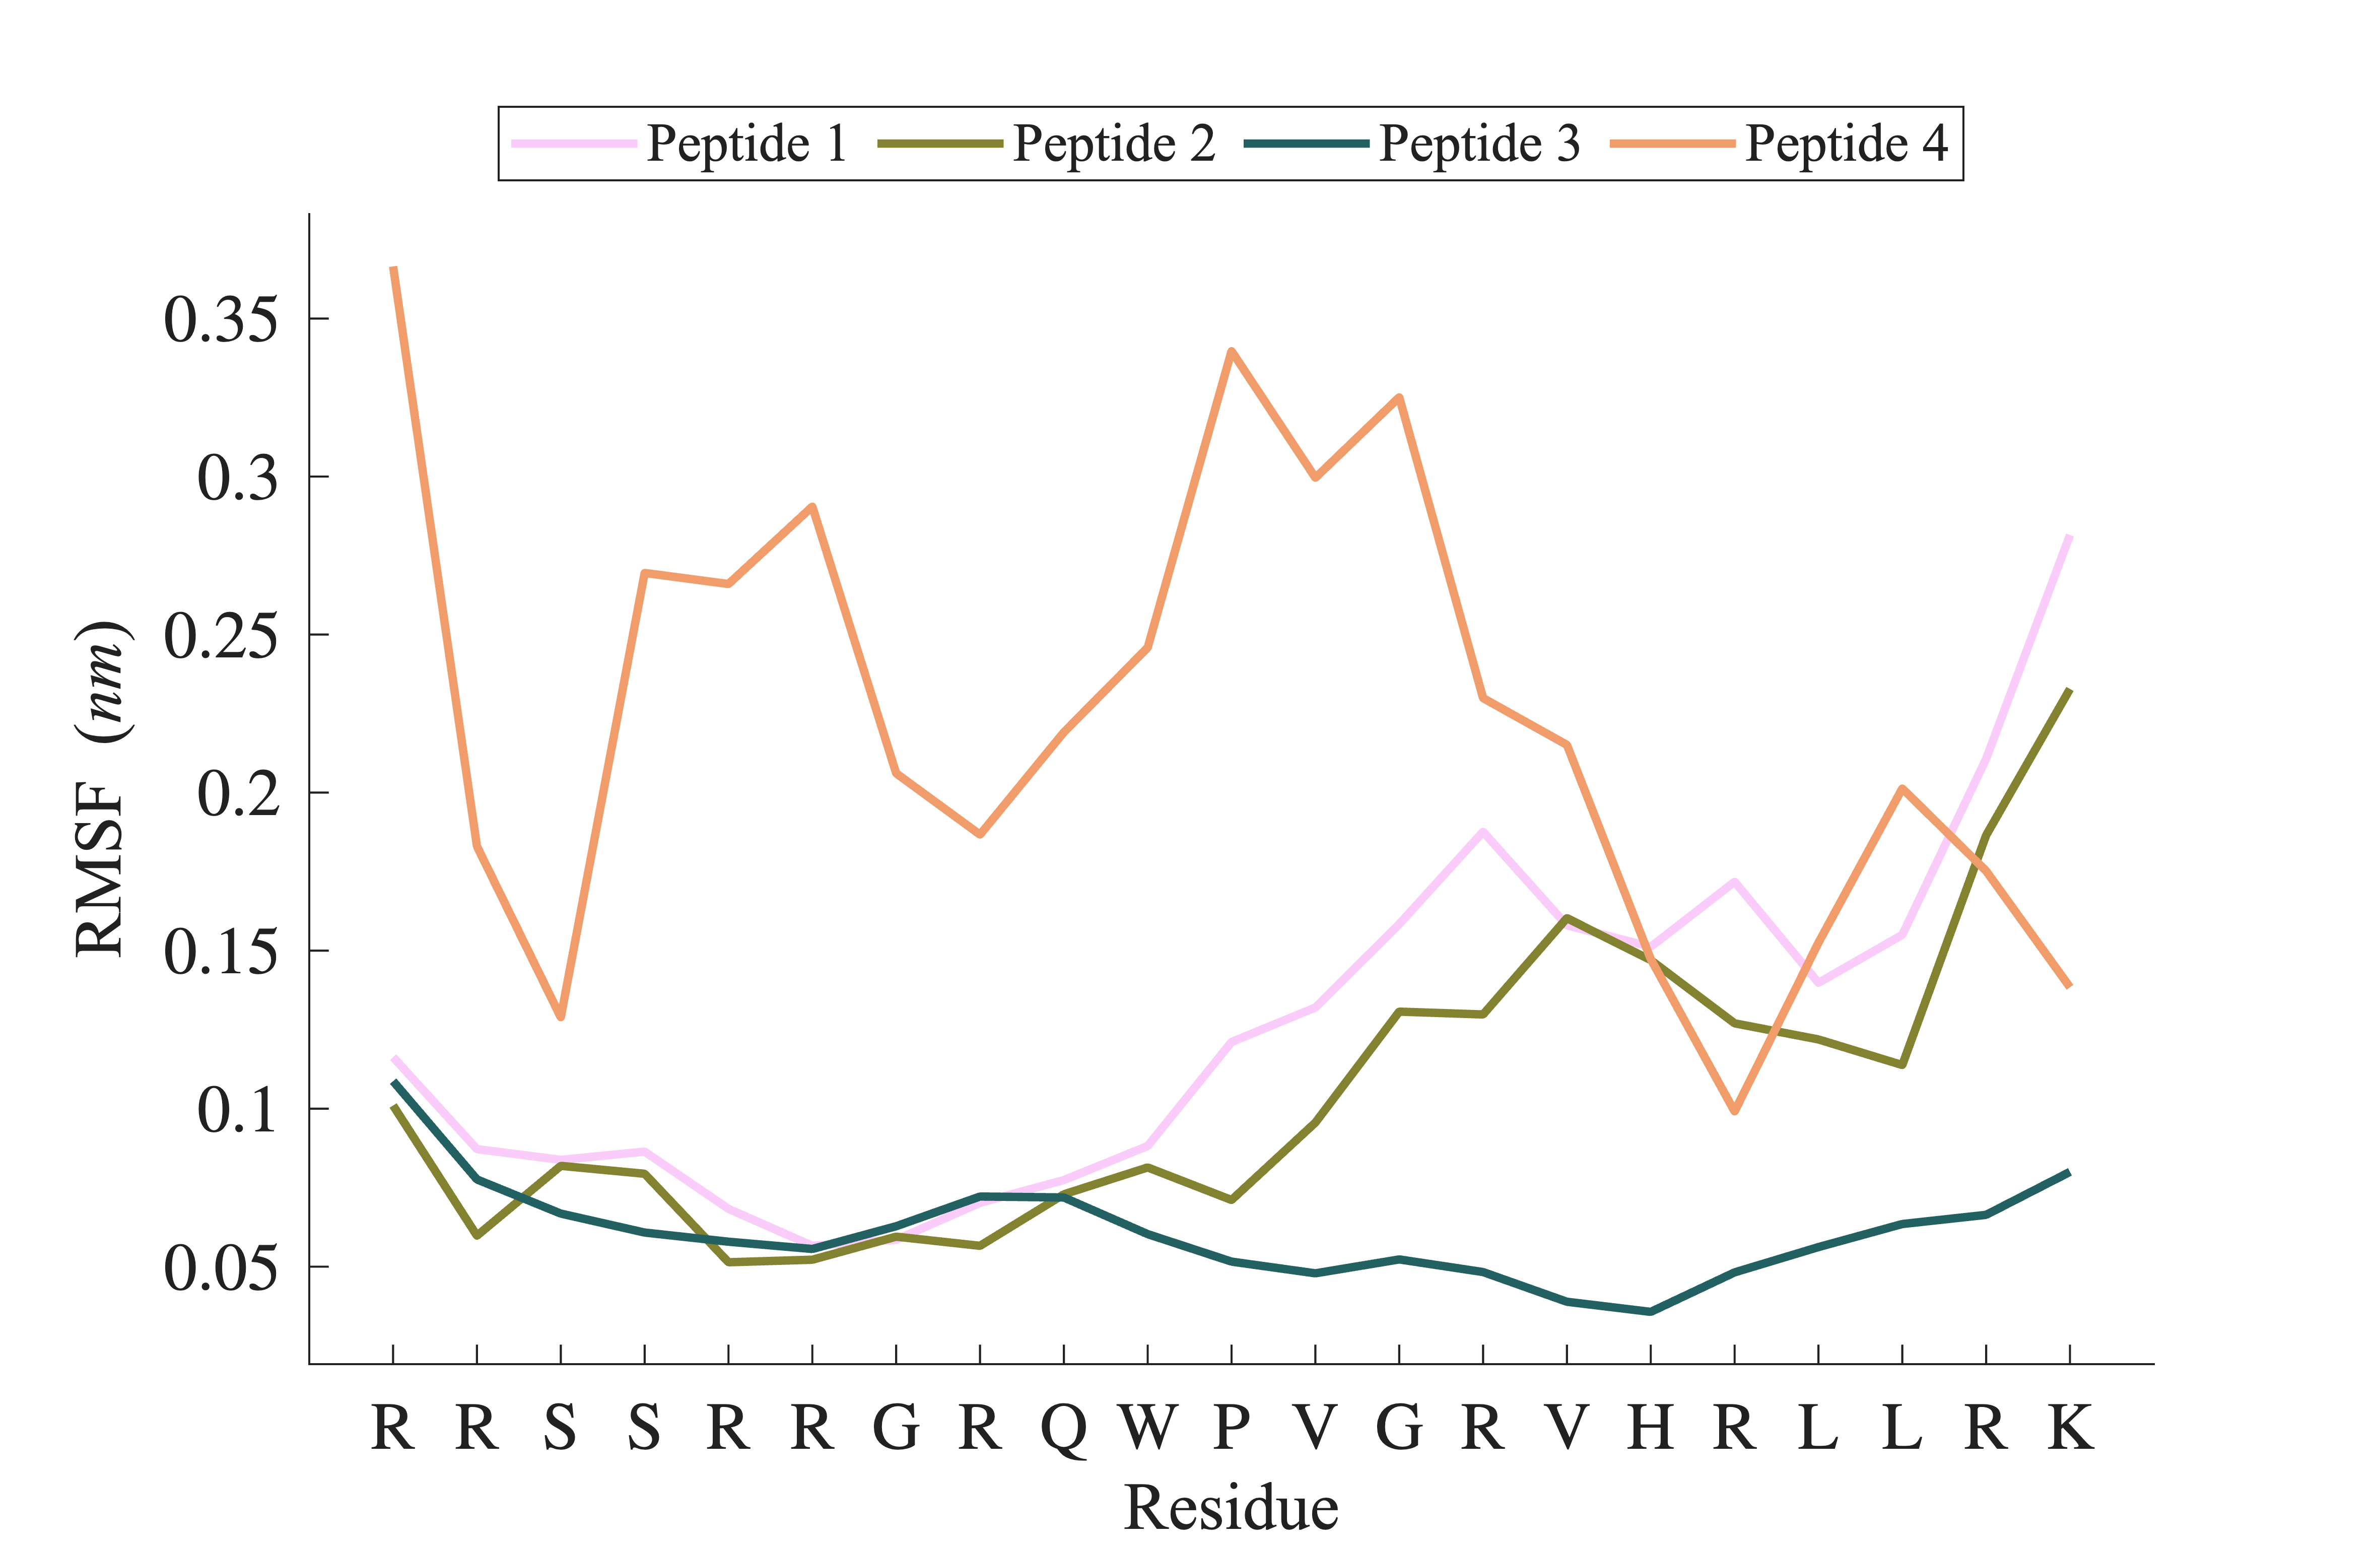 Peptide 1 Peptide 2 Peptide 3 Peptide 4
RMSF (nm)
0.35
0.3
0.25
0.2
0.15
0.1
0.05
R R S S R R G R Q W P V G R V H R L L R K
Residue